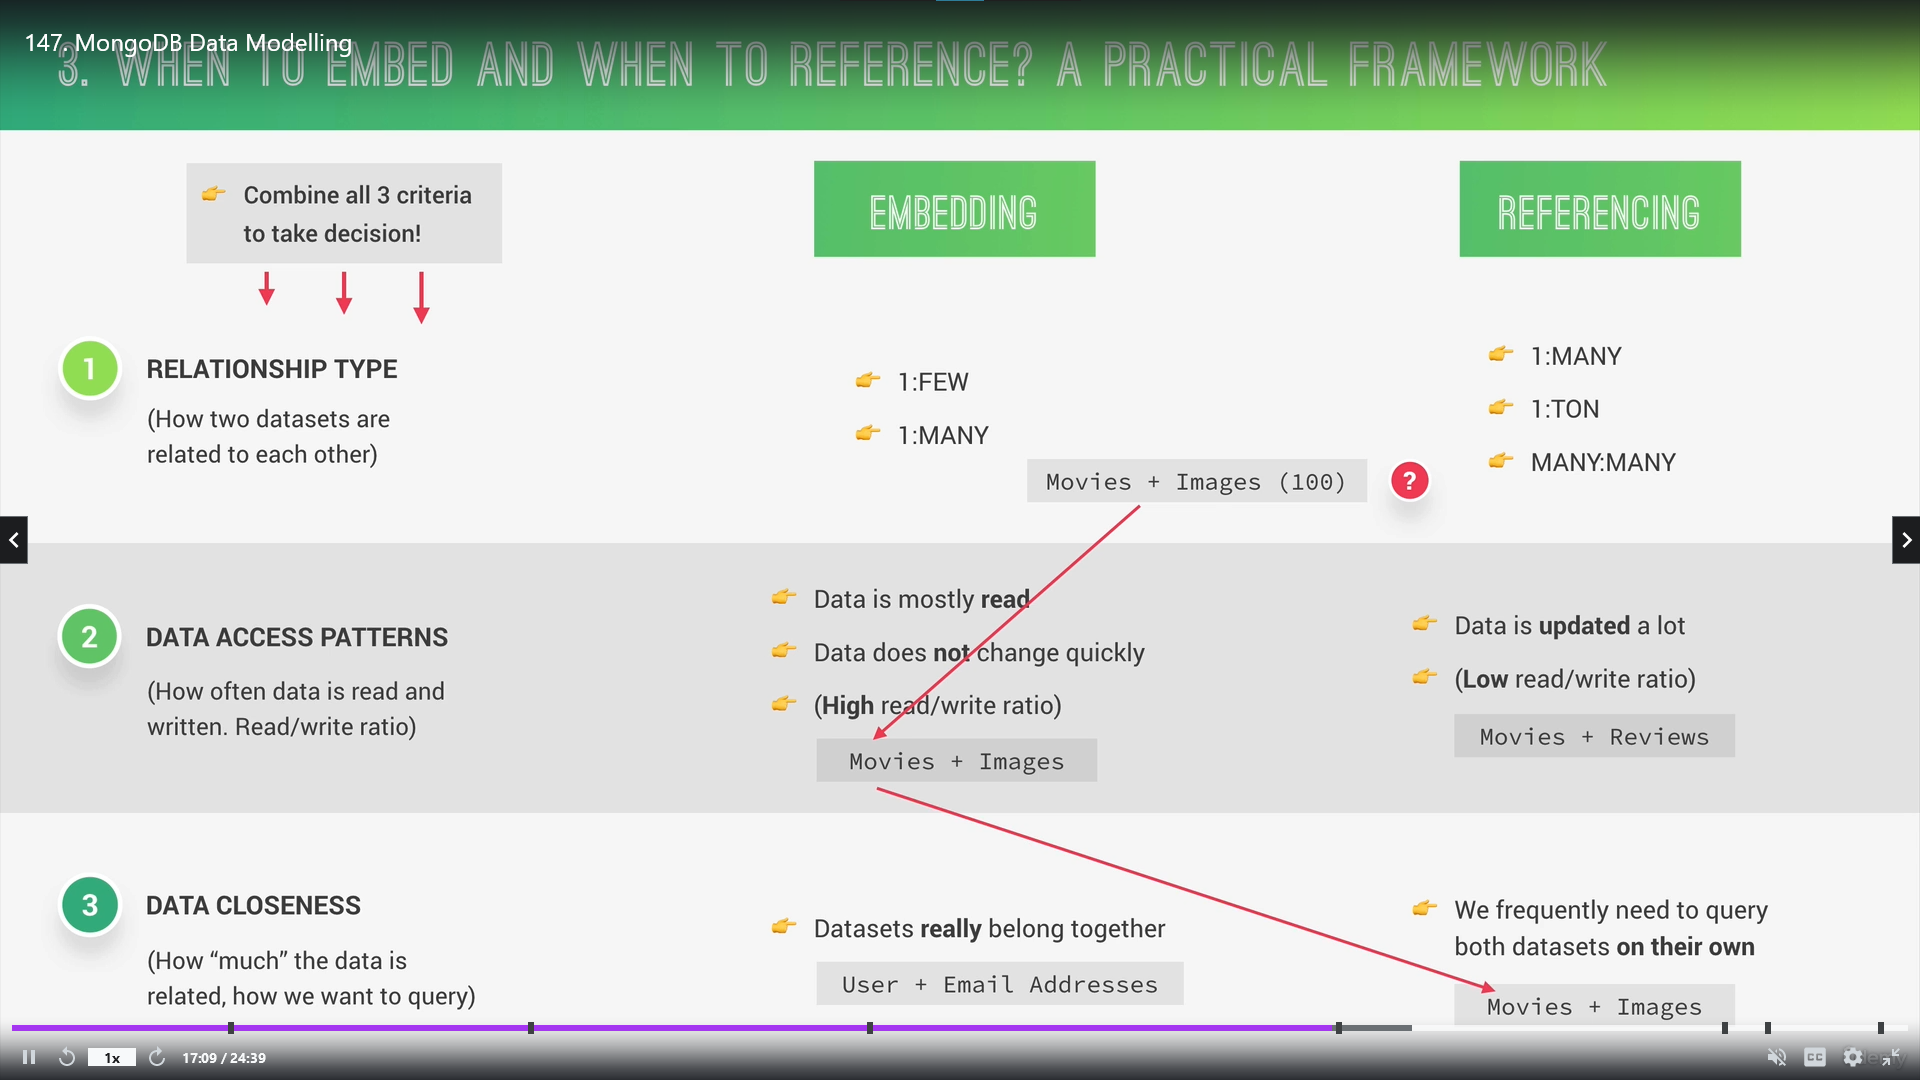 147. MongoDB Data Modelling
3. WHEN TO EMBED AND WHEN TO REFERENCE? A PRACTICAL FRAMEWORK
Combine all 3 criteria
to take decision!
EMBEDDING
REFERENCING
1
RELATIONSHIP TYPE
(How two datasets are
related to each other)
1:FEW
1:MANY
Movies + Images (100)
?
1:MANY
1:TON
MANY:MANY
2
DATA ACCESS PATTERNS
(How often data is read and
written. Read/write ratio)
Data is mostly read
Data does not change quickly
(High read/write ratio)
Movies + Images
Data is updated a lot
(Low read/write ratio)
Movies + Reviews
3
DATA CLOSENESS
(How “much” the data is
related, how we want to query)
Datasets really belong together
User + Email Addresses
We frequently need to query
both datasets on their own
Movies + Images
1x
17:09 / 24:39
CC